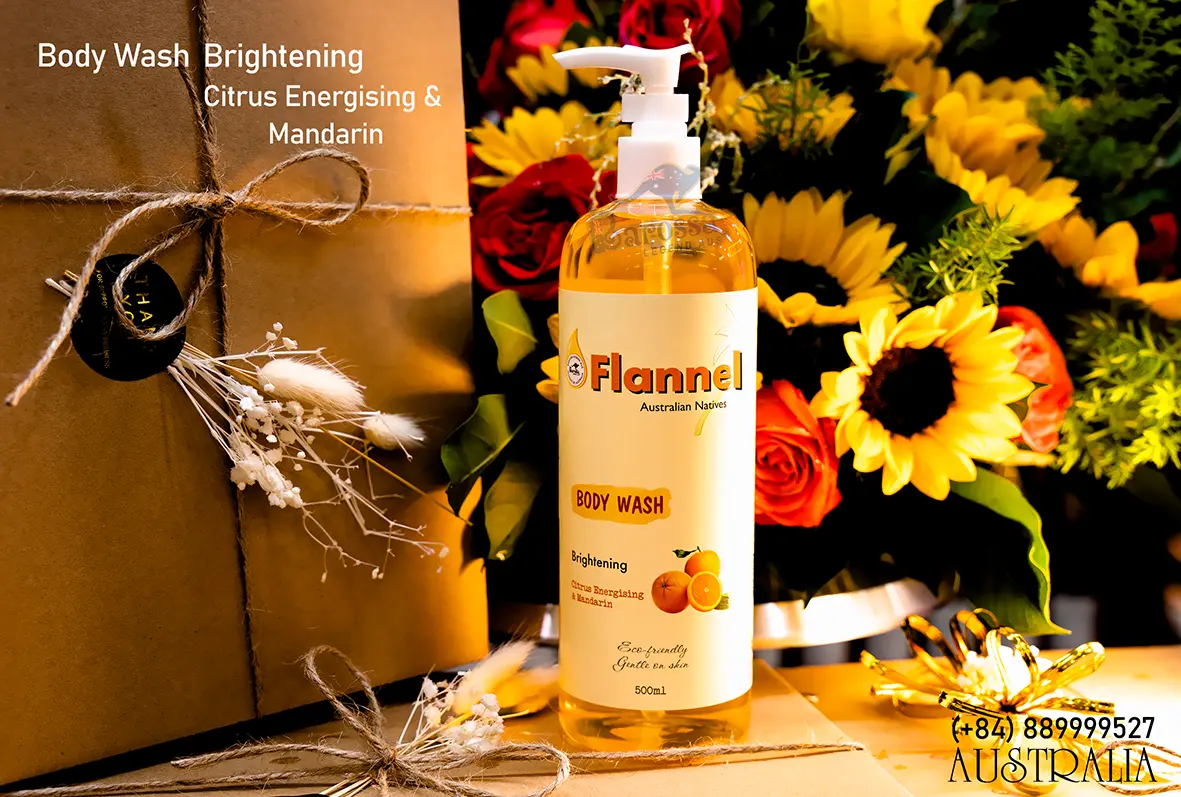 Body Wash Brightening
Citrus Energising &
Mandarin
Flannel
Australian Natives
BODY WASH
Brightening
Citrus Energising
& Mandarin
Eco-friendly
Gentle on skin
500ml
(+84) 889999527
AUSTRALIA